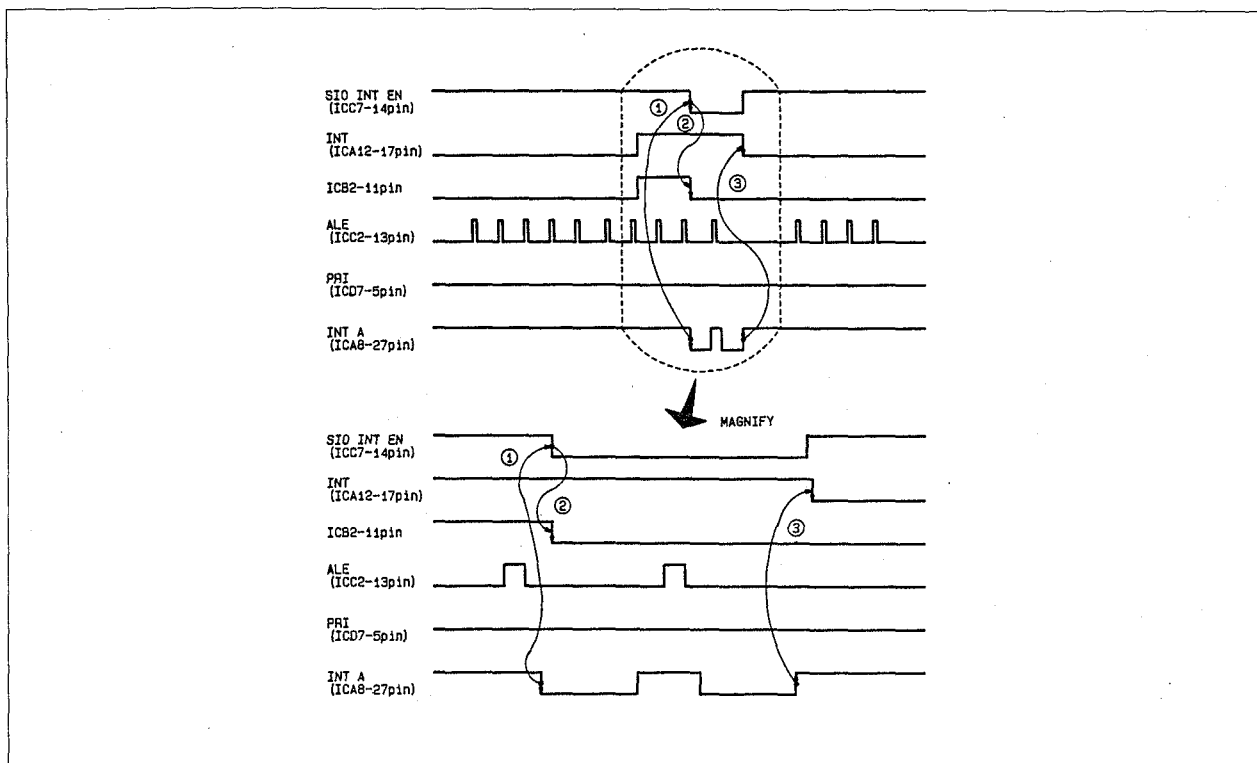 SIO INT EN
(ICC7-14pin)
①
②
INT
(ICA12-17pin)
③
ICB2-11pin
ALE
(ICC2-13pin)
PRI
(ICD7-5pin)
INT A
(ICA8-27pin)
MAGNIFY
SIO INT EN
(ICC7-14pin)
①
INT
(ICA12-17pin)
②
ICB2-11pin
③
ALE
(ICC2-13pin)
PRI
(ICD7-5pin)
INT A
(ICA8-27pin)